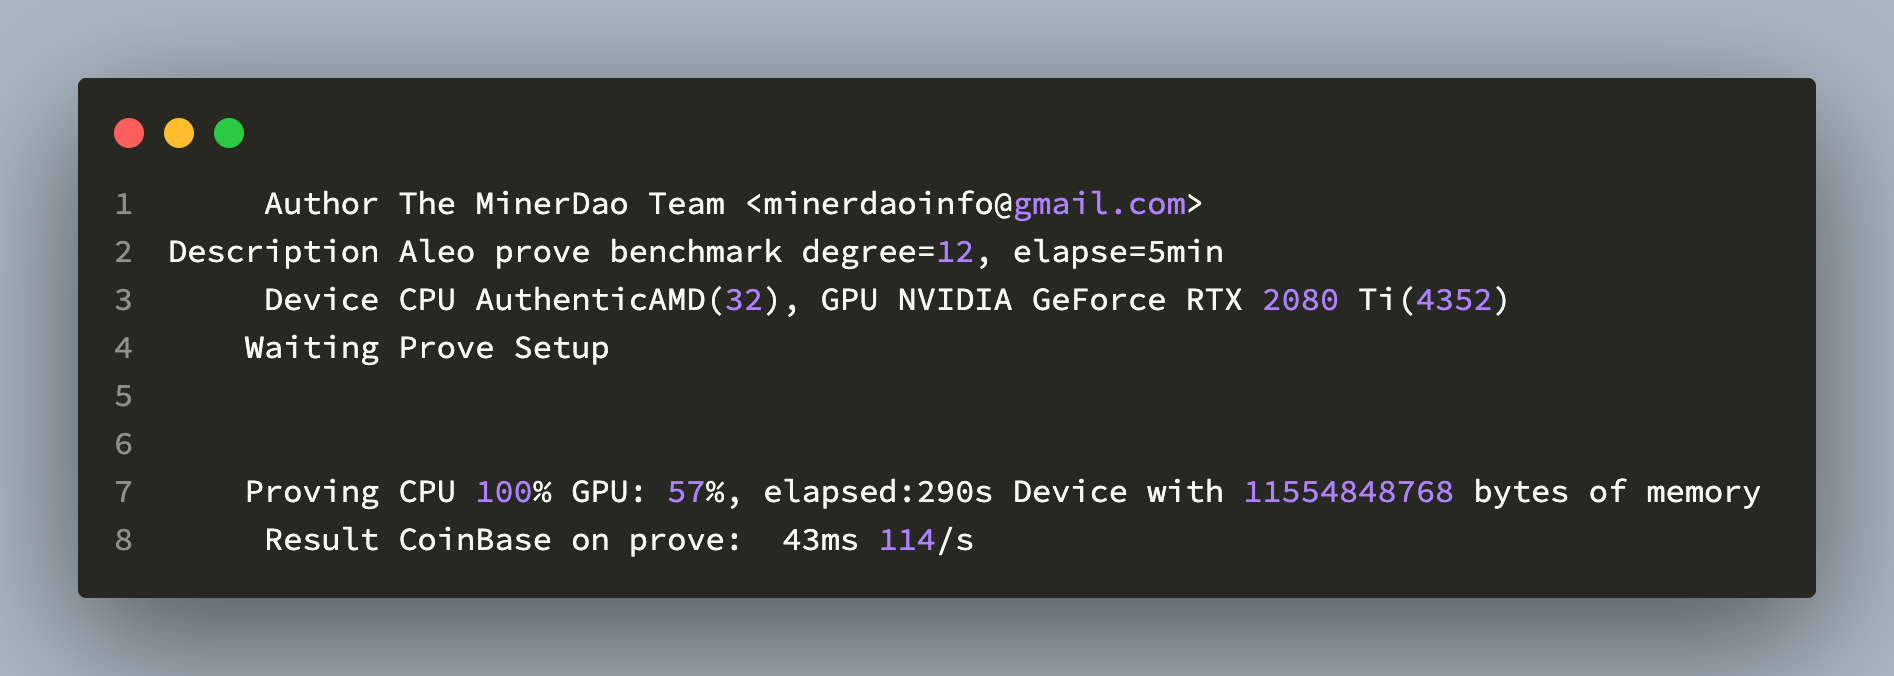 1 Author The MinerDao Team <minerdaoinfo@gmail.com>
2 Description Aleo prove benchmark degree=12, elapse=5min
3 Device CPU AuthenticAMD(32), GPU NVIDIA GeForce RTX 2080 Ti(4352)
4 Waiting Prove Setup
5
6
7 Proving CPU 100% GPU: 57%, elapsed:290s Device with 11554848768 bytes of memory
8 Result CoinBase on prove:  43ms 114/s